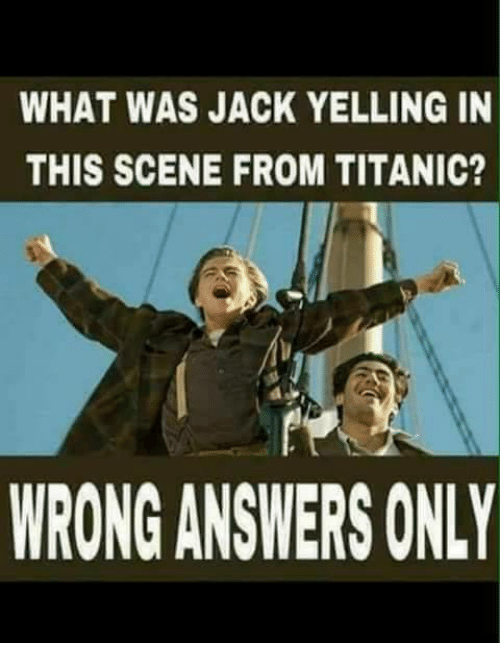 WHAT WAS JACK YELLING IN
THIS SCENE FROM TITANIC?
WRONG ANSWERS ONLY